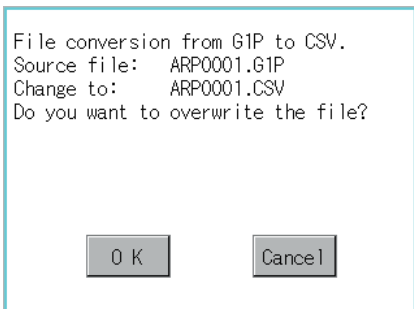 File conversion from G1P to CSV.
Source file: ARP0001.G1P
Change to: ARP0001.CSV
Do you want to overwrite the file?
O K
Cancel